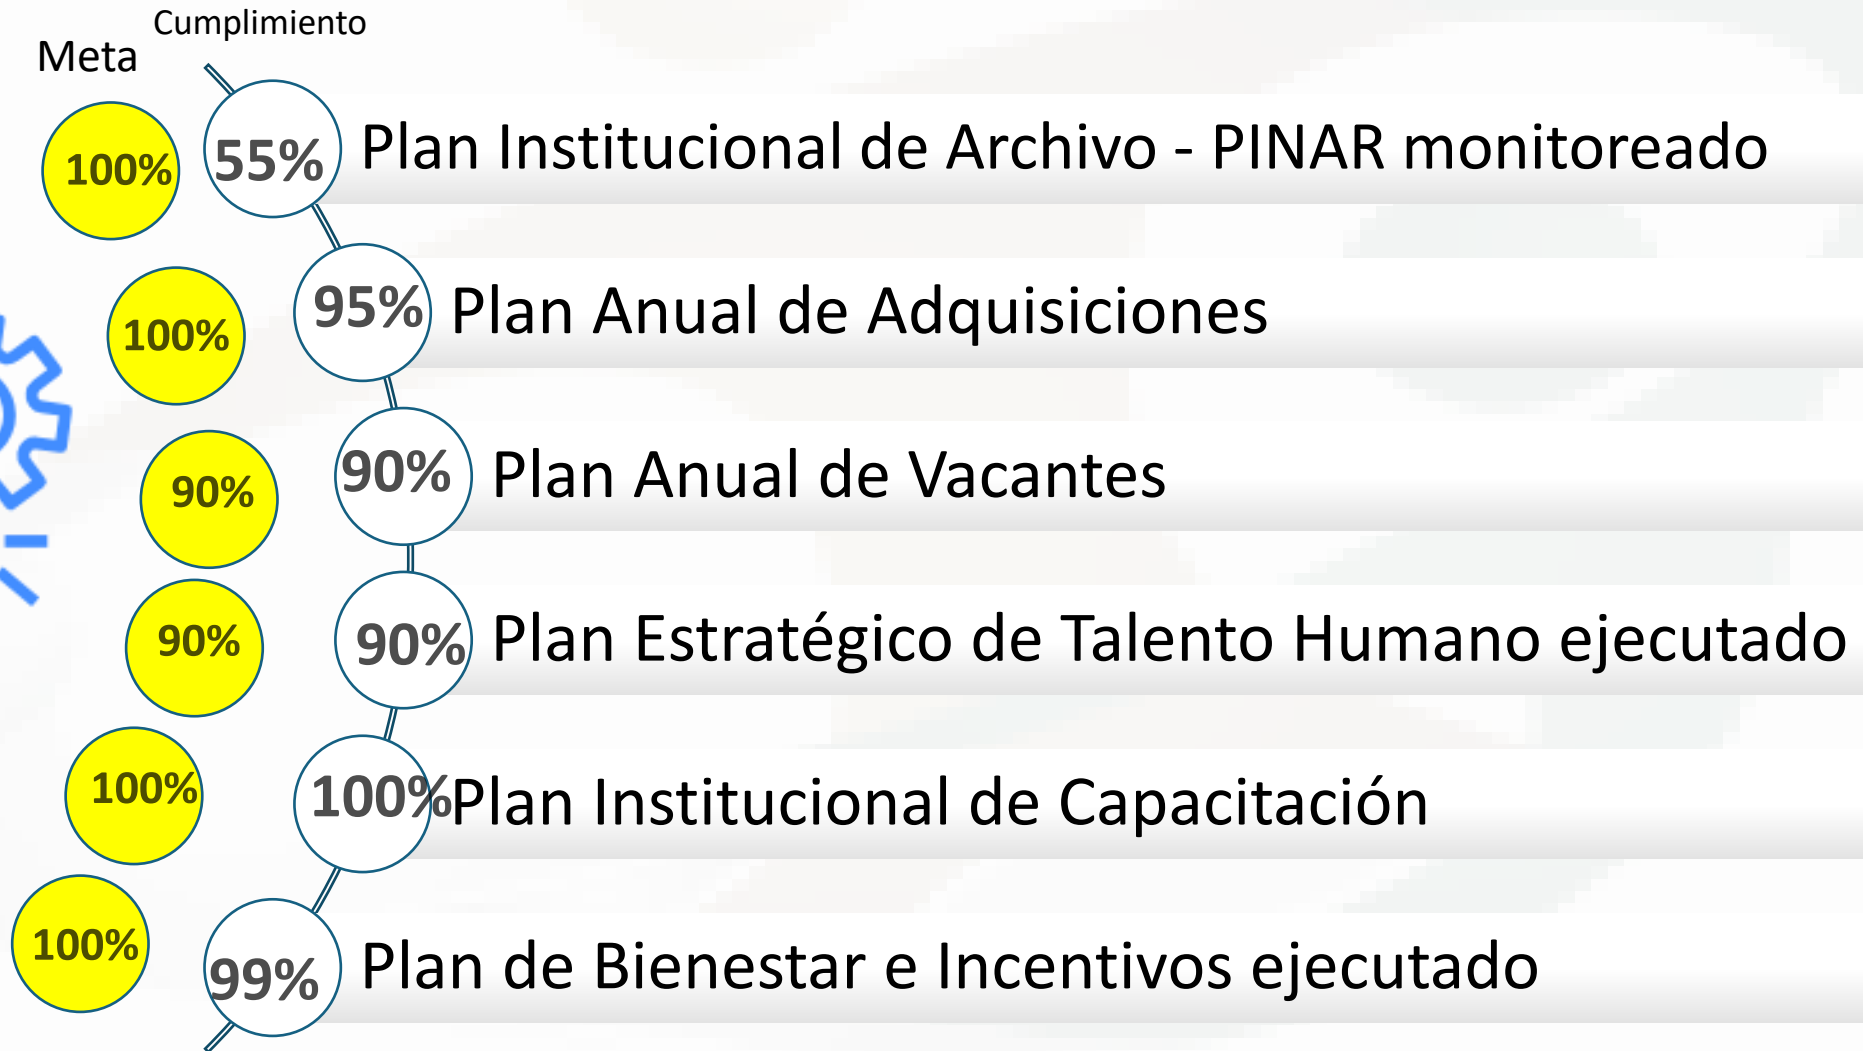 Cumplimiento
Meta
100% 55% Plan Institucional de Archivo - PINAR monitoreado
100% 95% Plan Anual de Adquisiciones
90% 90% Plan Anual de Vacantes
90% 90% Plan Estratégico de Talento Humano ejecutado
100% 100% Plan Institucional de Capacitación
100% 99% Plan de Bienestar e Incentivos ejecutado